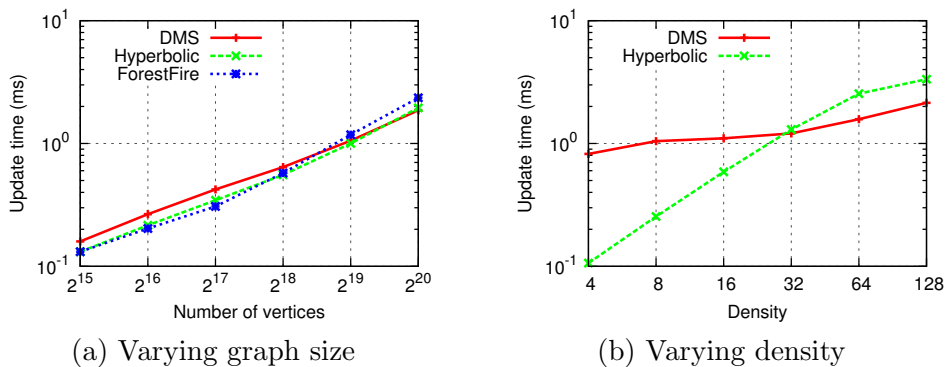 10^1
10^0
10^-1
Update time (ms)
DMS
Hyperbolic
ForestFire
2^15 2^16 2^17 2^18 2^19 2^20
Number of vertices
(a) Varying graph size
10^1
10^0
10^-1
Update time (ms)
DMS
Hyperbolic
4 8 16 32 64 128
Density
(b) Varying density